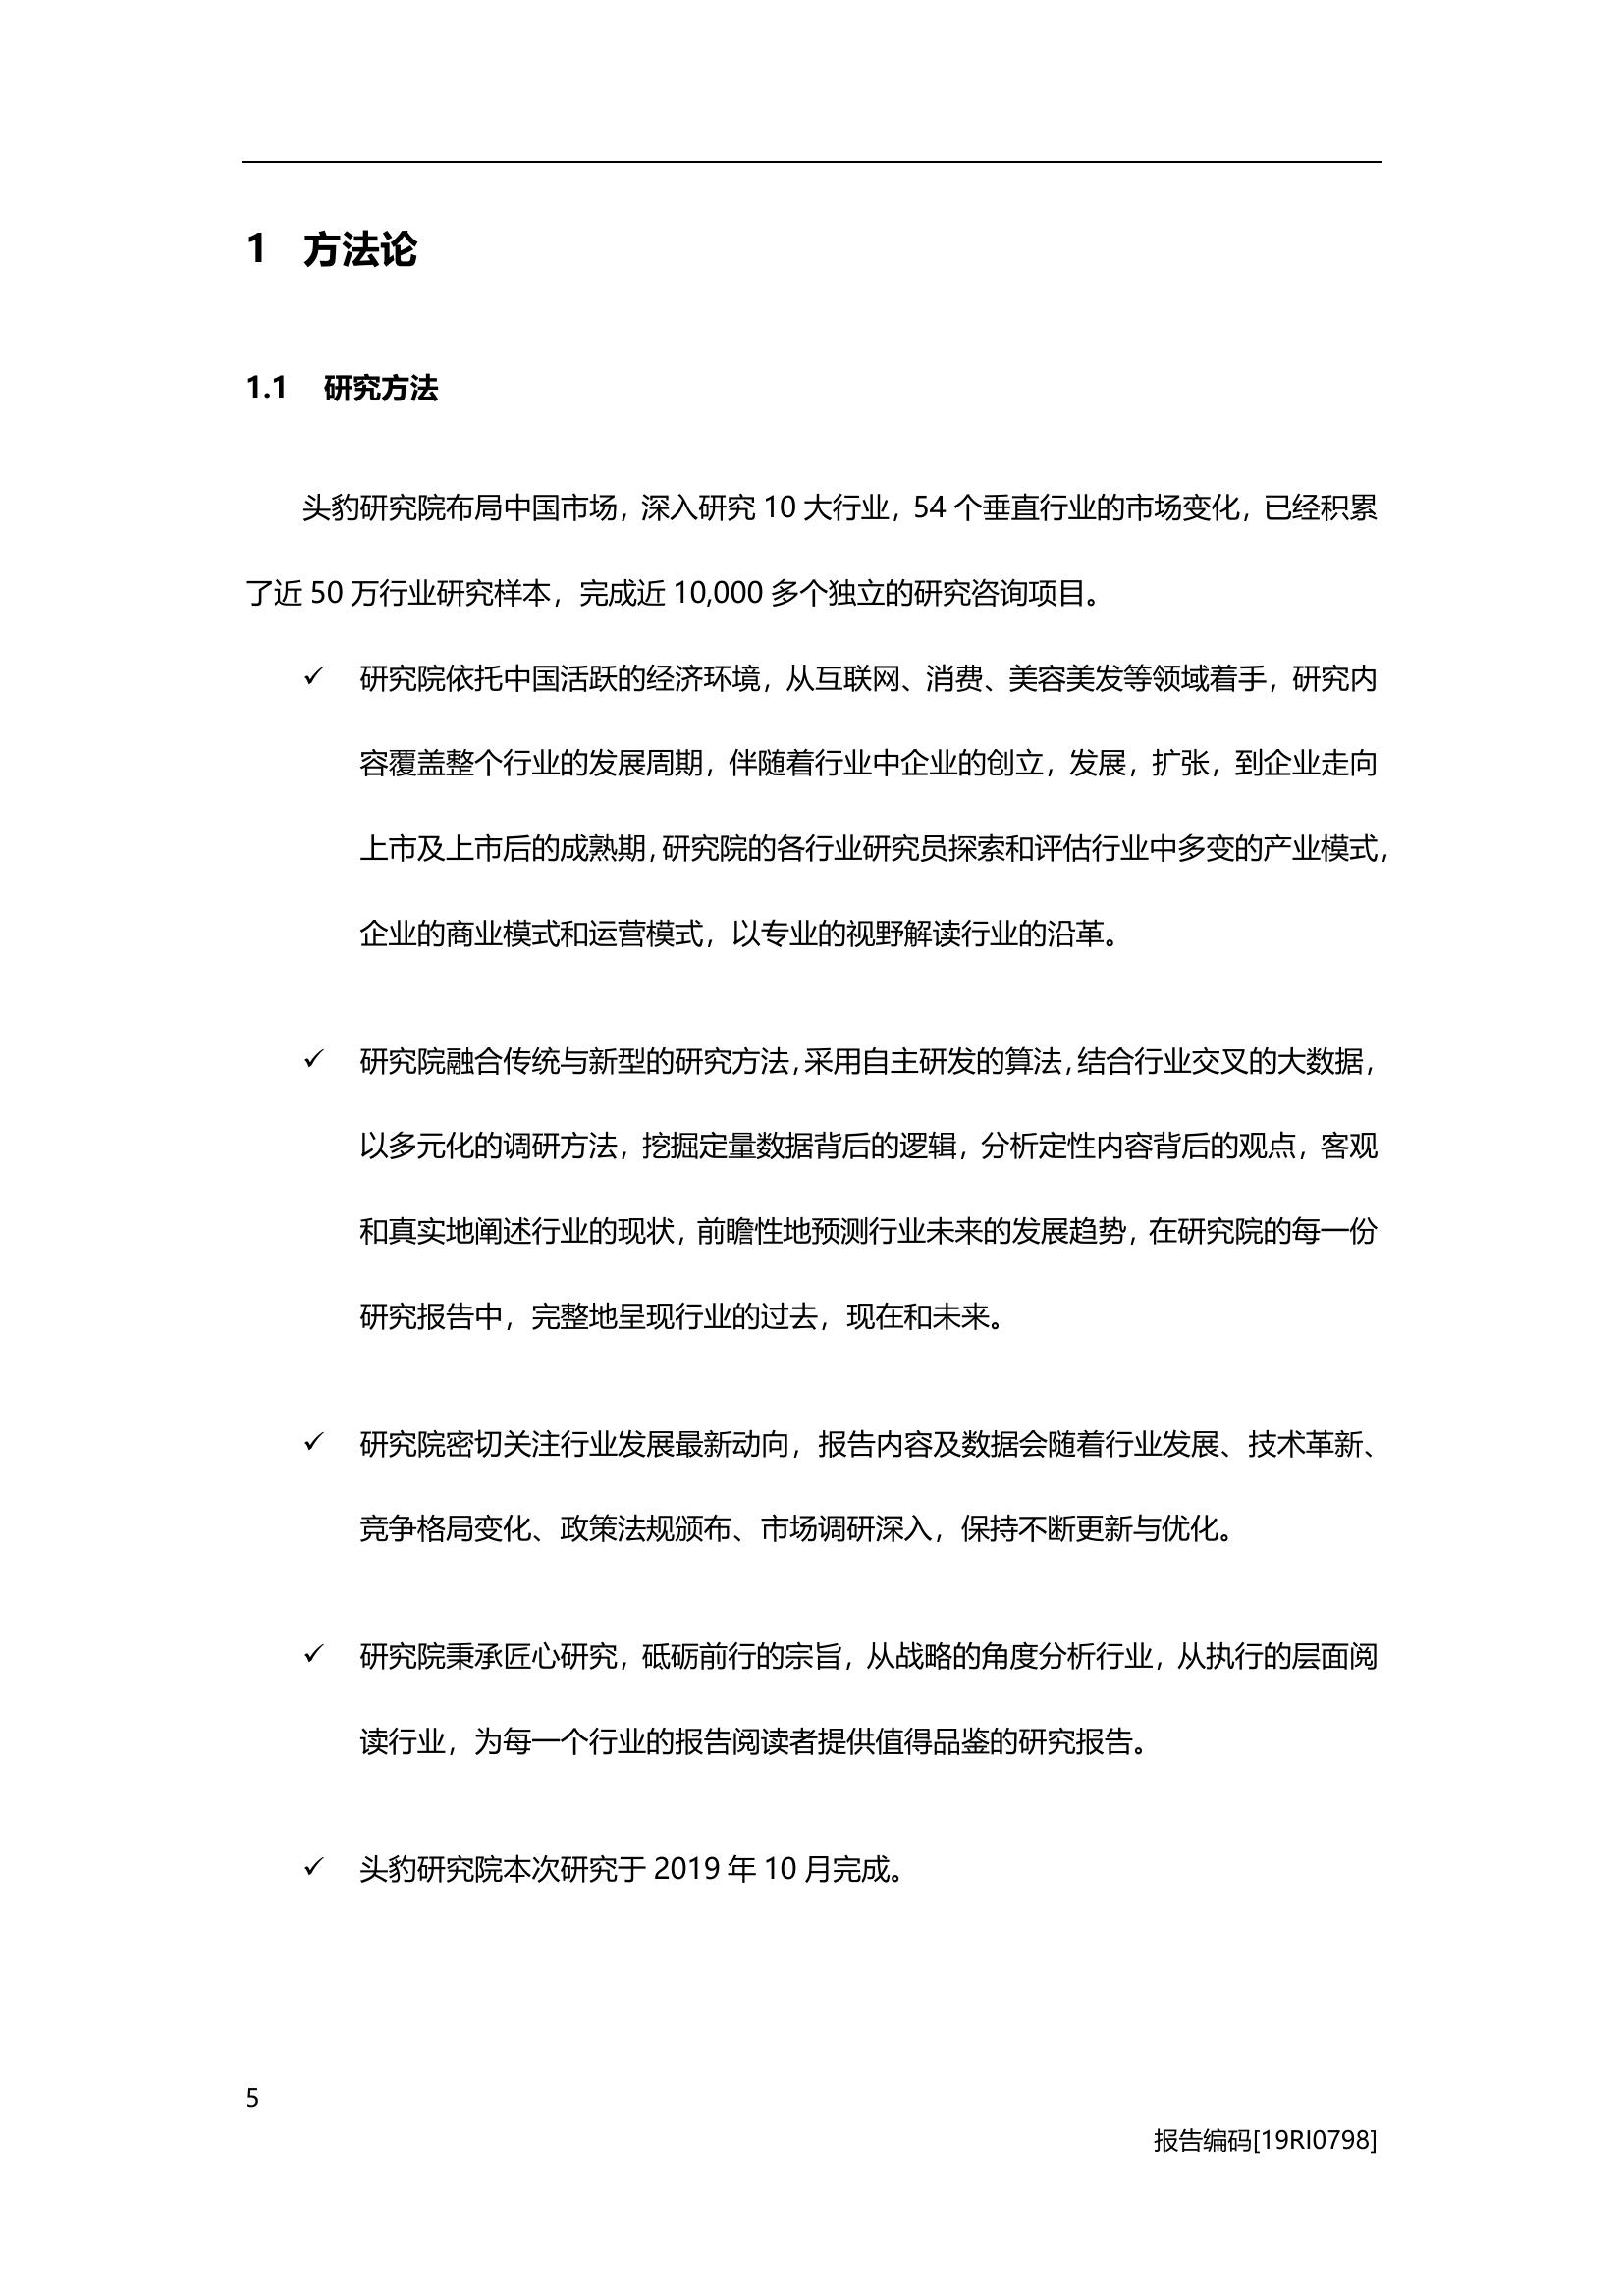 1 方法论
1.1 研究方法
头豹研究院布局中国市场，深入研究 10 大行业，54 个垂直行业的市场变化，已经积累
了近 50 万行业研究样本，完成近 10,000 多个独立的研究咨询项目。
✓ 研究院依托中国活跃的经济环境，从互联网、消费、美容美发等领域着手，研究内
容覆盖整个行业的发展周期，伴随着行业中企业的创立，发展，扩张，到企业走向
上市及上市后的成熟期，研究院的各行业研究员探索和评估行业中多变的产业模式，
企业的商业模式和运营模式，以专业的视野解读行业的沿革。
✓ 研究院融合传统与新型的研究方法，采用自主研发的算法，结合行业交叉的大数据，
以多元化的调研方法，挖掘定量数据背后的逻辑，分析定性内容背后的观点，客观
和真实地阐述行业的现状，前瞻性地预测行业未来的发展趋势，在研究院的每一份
研究报告中，完整地呈现行业的过去，现在和未来。
✓ 研究院密切关注行业发展最新动向，报告内容及数据会随着行业发展、技术革新、
竞争格局变化、政策法规颁布、市场调研深入，保持不断更新与优化。
✓ 研究院秉承匠心研究，砥砺前行的宗旨，从战略的角度分析行业，从执行的层面阅
读行业，为每一个行业的报告阅读者提供值得品鉴的研究报告。
✓ 头豹研究院本次研究于 2019 年 10 月完成。
5
报告编码[19RI0798]